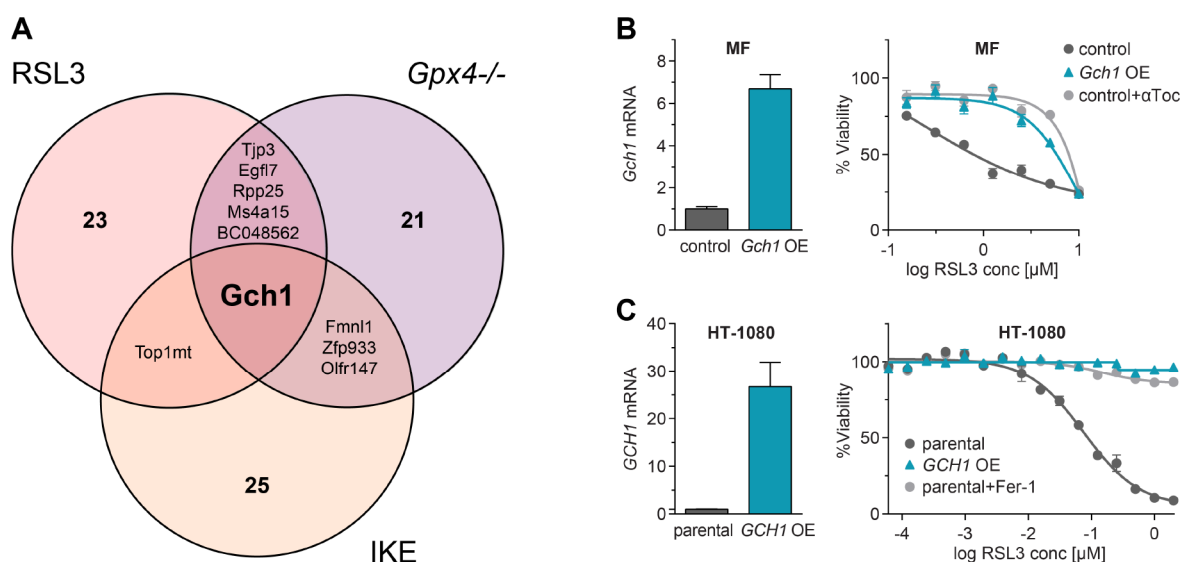 A
RSL3
Gpx4-/-
Tjp3
Egfl7
Rpp25
Ms4a15
BC048562
23
21
Gch1
Top1mt
Fmnl1
Zfp933
Olfr147
25
IKE
B
MF
Gch1 mRNA
8
6
4
2
0
control
Gch1 OE
MF
control
Gch1 OE
control+αToc
% Viability
100
50
0
-1
0
1
log RSL3 conc [µM]
C
HT-1080
GCH1 mRNA
40
30
20
10
0
parental
GCH1 OE
HT-1080
%Viability
100
50
0
parental
GCH1 OE
parental+Fer-1
-4
-3
-2
-1
0
log RSL3 conc [µM]